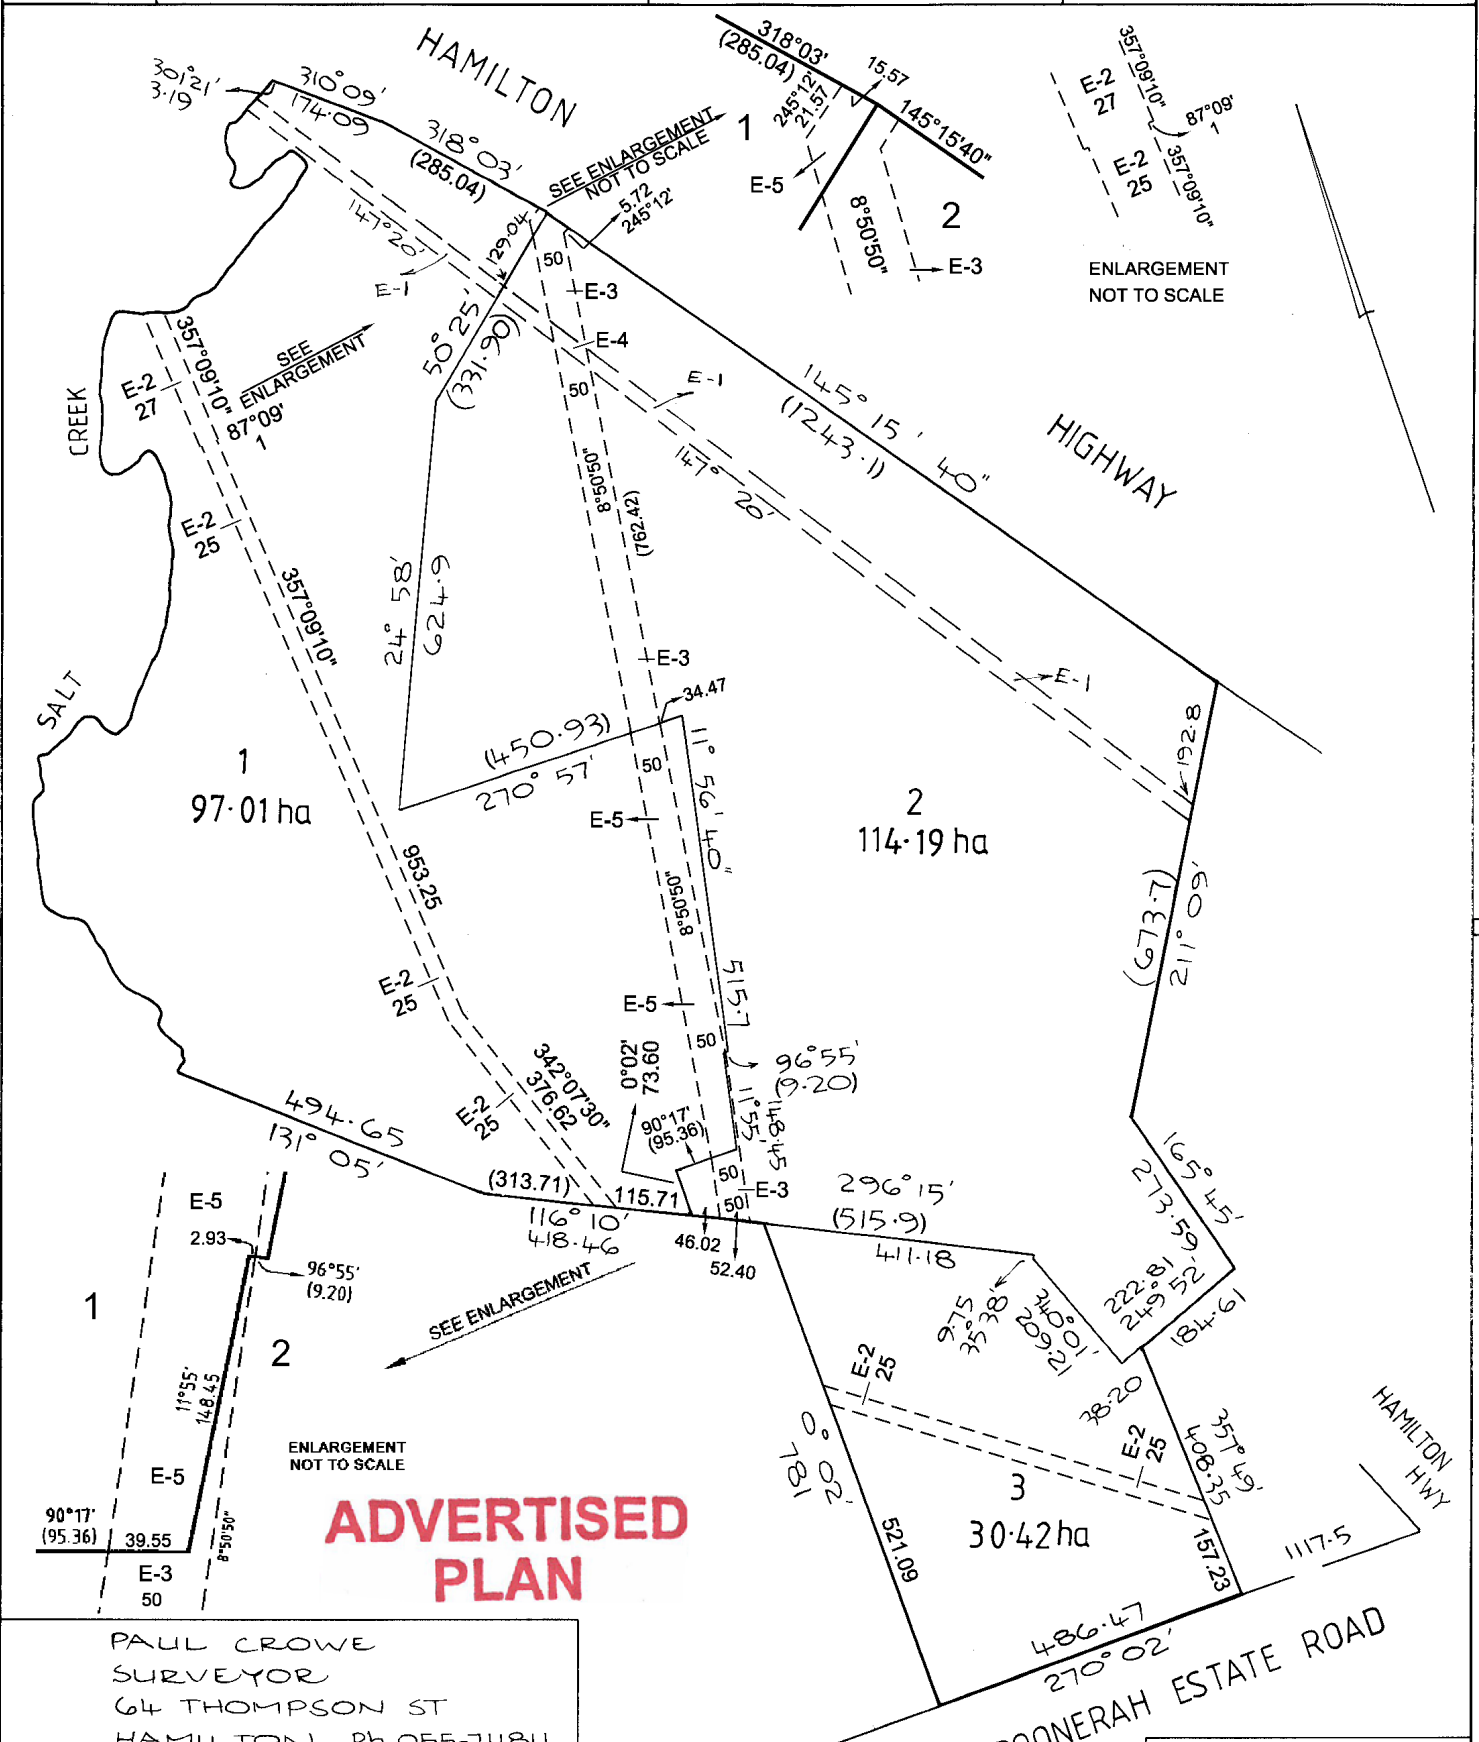 HAMILTON
HIGHWAY
301°21'
3·19
310°09'
174·09
318°03'
(285.04)
SEE ENLARGEMENT
NOT TO SCALE
5.72
245°12'
129.04
147°20'
E-1
50
E-3
E-4
50
50° 25'
(331.90)
E-1
145° 15' 40"
(1243·1)
147° 20'
318°03'
(285.04)
15.57
245°12'
21.57
145°15'40"
1
E-5
8°50'50"
2
E-3
357°09'10"
E-2
27
87°09'
1
E-2
25
357°09'10"
ENLARGEMENT
NOT TO SCALE
SALT
CREEK
357°09'10"
E-2
27
SEE
ENLARGEMENT
87°09'
1
E-2
25
357°09'10"
24° 58'
624.9
8°50'50"
(762.42)
E-3
34.47
(450·93)
270° 57'
50
11° 56' 40"
E-5
1
97·01 ha
2
114·19 ha
E-1
192·8
(673·7)
211° 09'
953.25
8°50'50"
515.7
E-2
25
E-5
50
342°07'30"
376.62
E-2
25
0°02'
73.60
90°17'
(95.36)
96°55'
(9·20)
11°55'
148.45
50
50
E-3
494·65
131° 05'
(313.71)
115.71
116° 10'
418·46
46.02
52.40
296°15'
(515·9)
411·18
165° 45'
273·59
222·81
249° 52'
(84·61
9·75
35°38'
340°01'
209·21
38·20
SEE ENLARGEMENT
E-5
2.93
96°55'
(9.20)
1
2
11°55'
148.45
E-5
90°17'
(95.36)
39.55
E-3
50
8°50'50"
ENLARGEMENT
NOT TO SCALE
ADVERTISED
PLAN
E-2
25
E-2
25
0° 02'
781
521.09
3
30·42 ha
357° 49'
408·35
157.23
486·47
270° 02'
1117·5
HAMILTON
HWY
ESTATE ROAD
PAUL CROWE
SURVEYOR
64 THOMPSON ST
HAMILTON Ph 055-